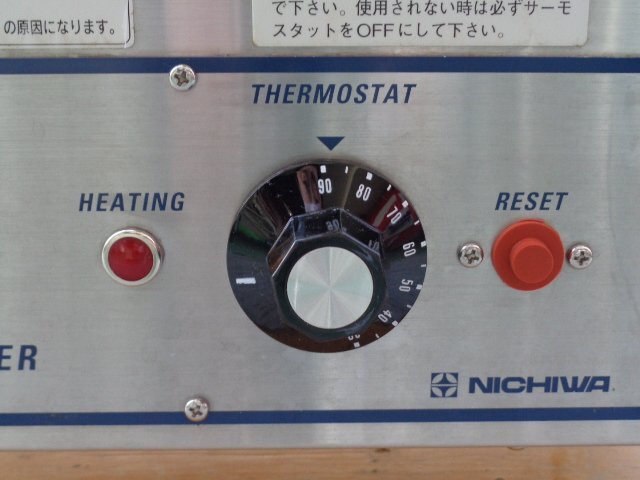 の原因になります。
で下さい。使用されない時は必ずサーモ
スタットをOFFにして下さい。
THERMOSTAT
HEATING
RESET
90
80
70
60
50
40
30
ER
NICHIWA